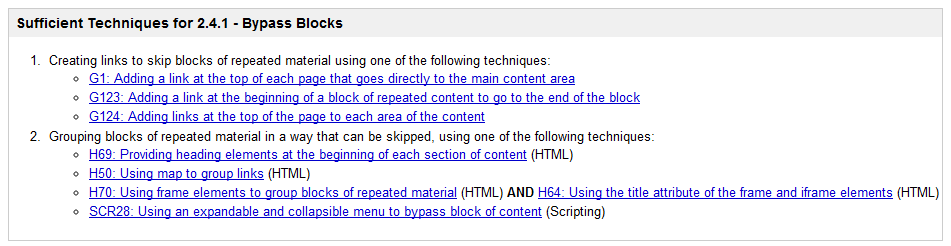 Sufficient Techniques for 2.4.1 - Bypass Blocks
1. Creating links to skip blocks of repeated material using one of the following techniques:
G1: Adding a link at the top of each page that goes directly to the main content area
G123: Adding a link at the beginning of a block of repeated content to go to the end of the block
G124: Adding links at the top of the page to each area of the content
2. Grouping blocks of repeated material in a way that can be skipped, using one of the following techniques:
H69: Providing heading elements at the beginning of each section of content (HTML)
H50: Using map to group links (HTML)
H70: Using frame elements to group blocks of repeated material (HTML) AND H64: Using the title attribute of the frame and iframe elements (HTML)
SCR28: Using an expandable and collapsible menu to bypass block of content (Scripting)